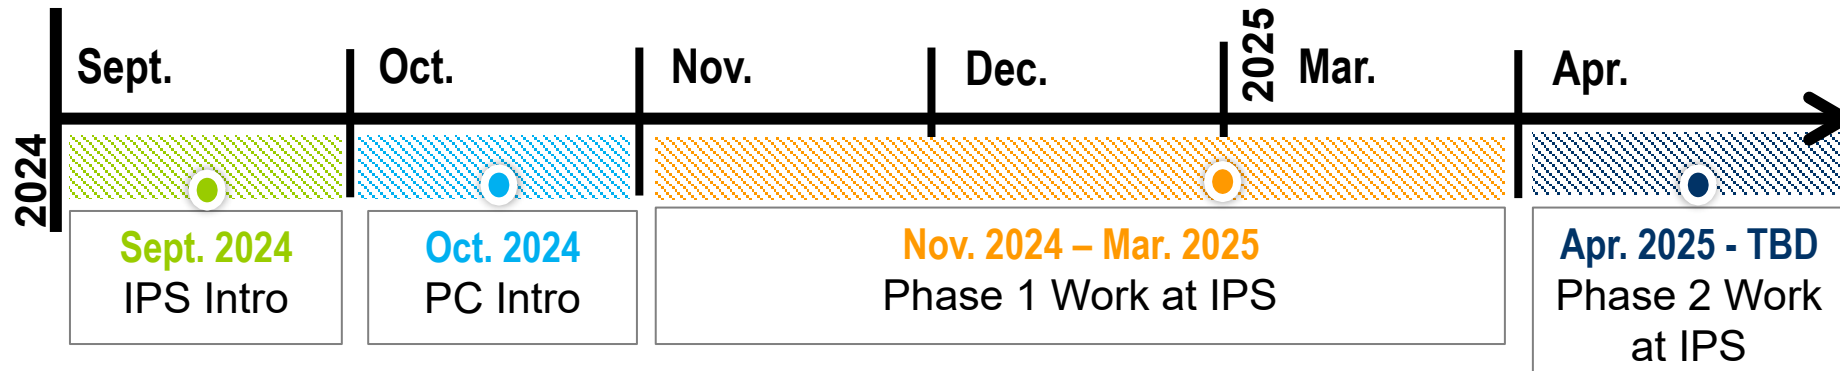 2024
Sept.
Oct.
Nov.
Dec.
2025
Mar.
Apr.
Sept. 2024
IPS Intro
Oct. 2024
PC Intro
Nov. 2024 – Mar. 2025
Phase 1 Work at IPS
Apr. 2025 - TBD
Phase 2 Work
at IPS